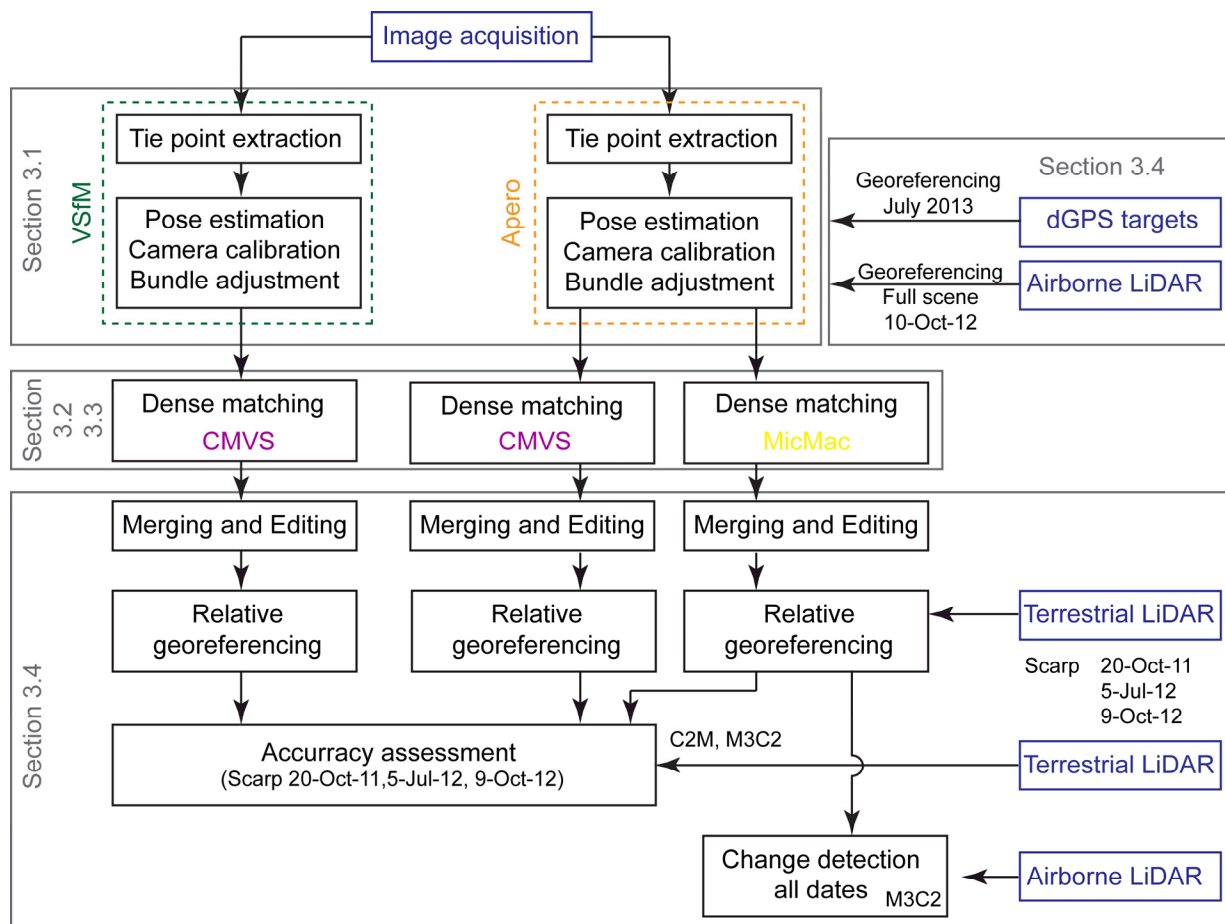 Image acquisition
Section 3.1
VSfM
Tie point extraction
Pose estimation
Camera calibration
Bundle adjustment
Apero
Tie point extraction
Pose estimation
Camera calibration
Bundle adjustment
Section 3.4
Georeferencing
July 2013
dGPS targets
Georeferencing
Full scene
10-Oct-12
Airborne LiDAR
Section
3.2
3.3
Dense matching
CMVS
Dense matching
CMVS
Dense matching
MicMac
Section 3.4
Merging and Editing
Merging and Editing
Merging and Editing
Relative
georeferencing
Relative
georeferencing
Relative
georeferencing
Terrestrial LiDAR
Scarp 20-Oct-11
5-Jul-12
9-Oct-12
Accurracy assessment
(Scarp 20-Oct-11,5-Jul-12, 9-Oct-12)
C2M, M3C2
Terrestrial LiDAR
Change detection
all dates M3C2
Airborne LiDAR